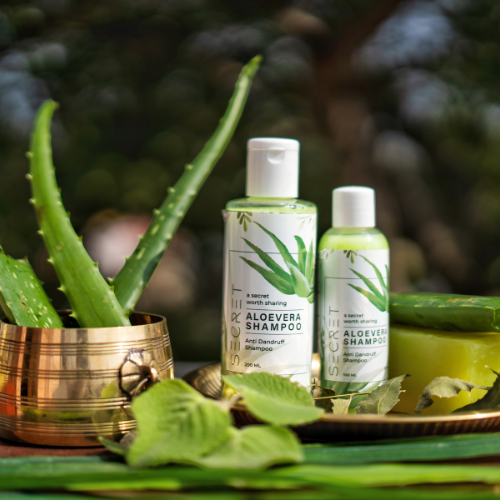 SECRET
a secret
worth sharing
ALOEVERA
SHAMPOO
Anti Dandruff
Shampoo
200 ML
SECRET
a secret
worth sharing
ALOEVERA
SHAMPOO
Anti Dandruff
Shampoo
100 ML